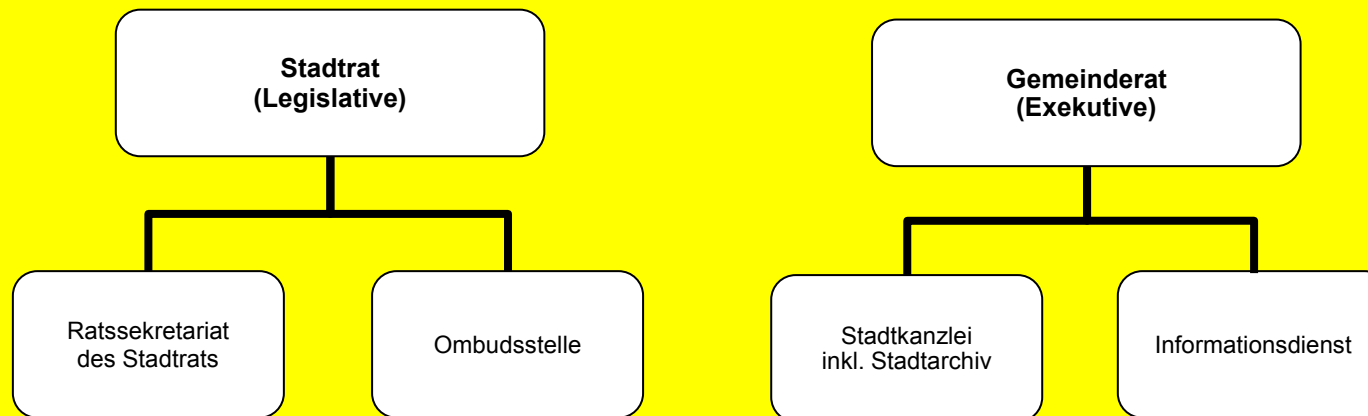 Stadtrat
(Legislative)
Gemeinderat
(Exekutive)
Ratssekretariat
des Stadtrats
Ombudsstelle
Stadtkanzlei
inkl. Stadtarchiv
Informationsdienst